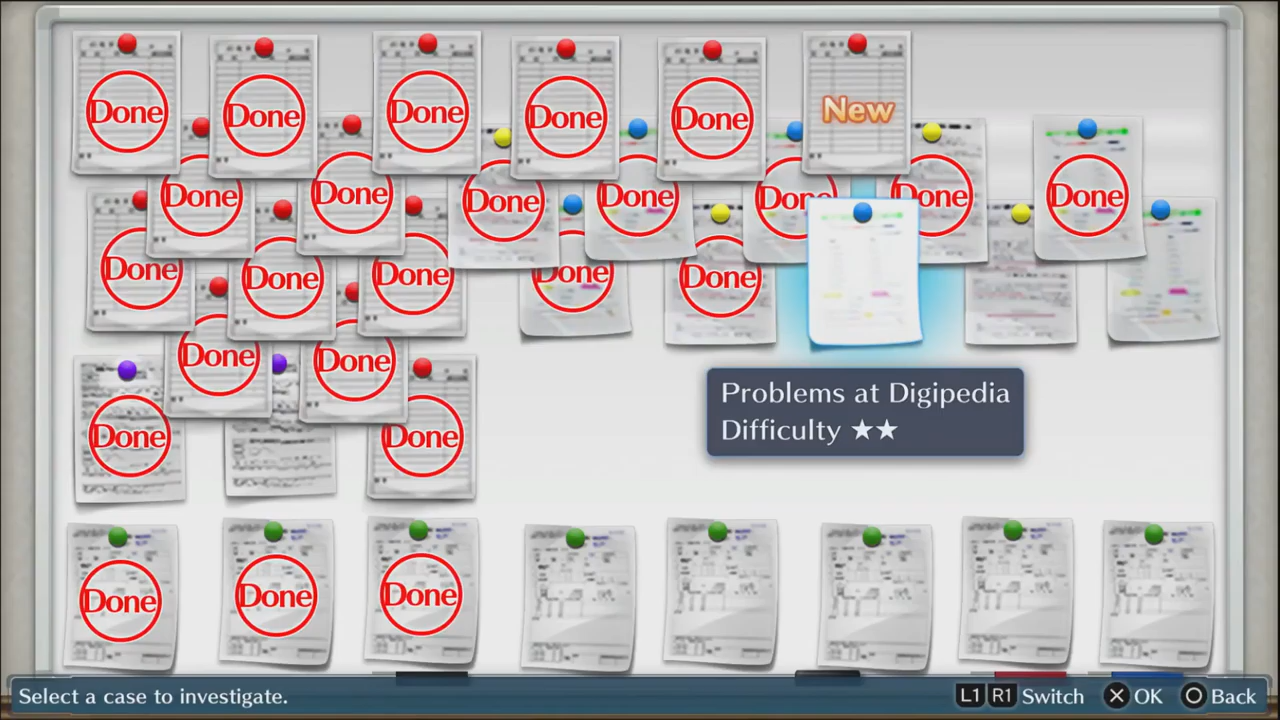 Done
Done
Done
Done
Done
New
Done
Done
Done
Done
Done
Done
Done
Done
Done
Done
Done
Done
Done
Done
Problems at Digipedia
Difficulty ★★
Done
Done
Done
Done
Done
Select a case to investigate.
L1 R1 Switch
OK
Back